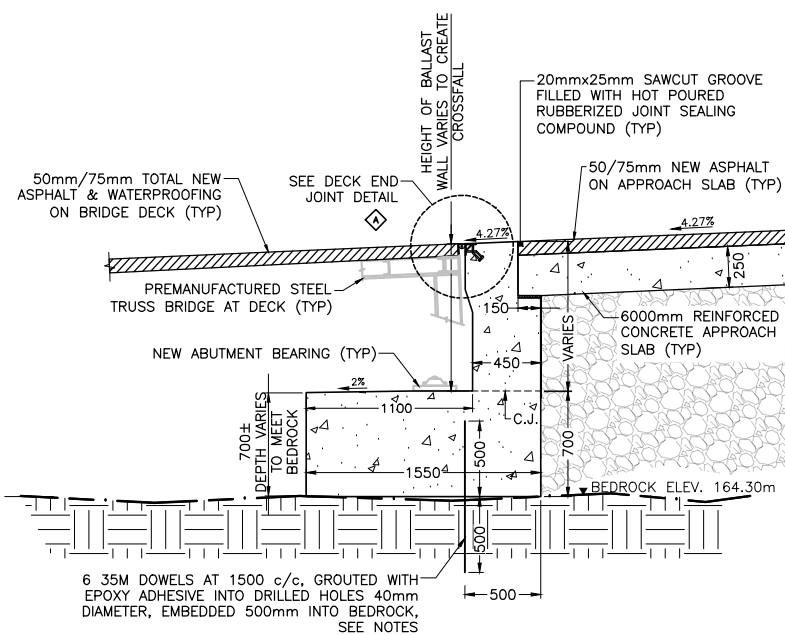 HEIGHT OF BALLAST
WALL VARIES TO CREATE
CROSSFALL
20mmx25mm SAWCUT GROOVE
FILLED WITH HOT POURED
RUBBERIZED JOINT SEALING
COMPOUND (TYP)
50mm/75mm TOTAL NEW
ASPHALT & WATERPROOFING
ON BRIDGE DECK (TYP)
SEE DECK END
JOINT DETAIL
A
50/75mm NEW ASPHALT
ON APPROACH SLAB (TYP)
4.27%
4.27%
250
PREMANUFACTURED STEEL
TRUSS BRIDGE AT DECK (TYP)
150
6000mm REINFORCED
CONCRETE APPROACH
SLAB (TYP)
VARIES
NEW ABUTMENT BEARING (TYP)
450
2%
1100
C.J.
700±
DEPTH VARIES
TO MEET
BEDROCK
700
500
1550
BEDROCK ELEV. 164.30m
500
500
6 35M DOWELS AT 1500 c/c, GROUTED WITH
EPOXY ADHESIVE INTO DRILLED HOLES 40mm
DIAMETER, EMBEDDED 500mm INTO BEDROCK,
SEE NOTES